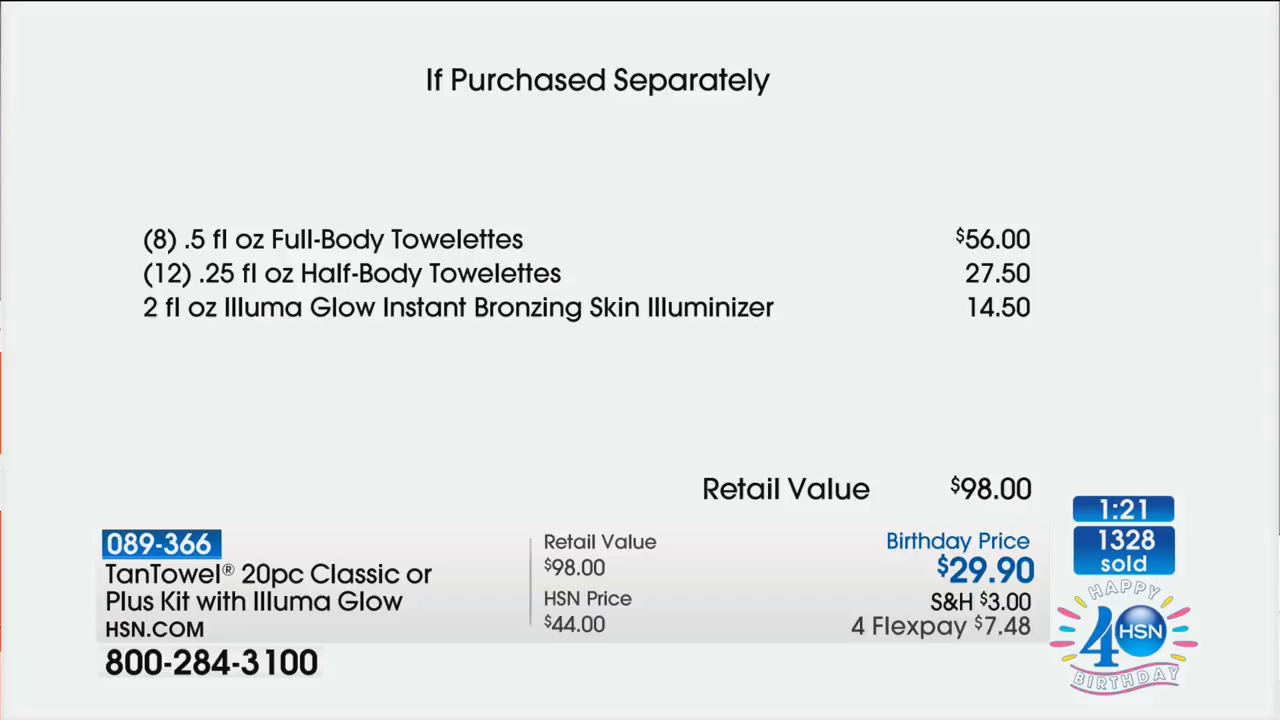 If Purchased Separately
(8) .5 fl oz Full-Body Towelettes $56.00
(12) .25 fl oz Half-Body Towelettes 27.50
2 fl oz Illuma Glow Instant Bronzing Skin Illuminizer 14.50
Retail Value $98.00
089-366
TanTowel® 20pc Classic or
Plus Kit with Illuma Glow
HSN.COM
800-284-3100
Retail Value
$98.00
HSN Price
$44.00
Birthday Price
$29.90
S&H $3.00
4 Flexpay $7.48
1:21
1328
sold
HAPPY
40 HSN
BIRTHDAY